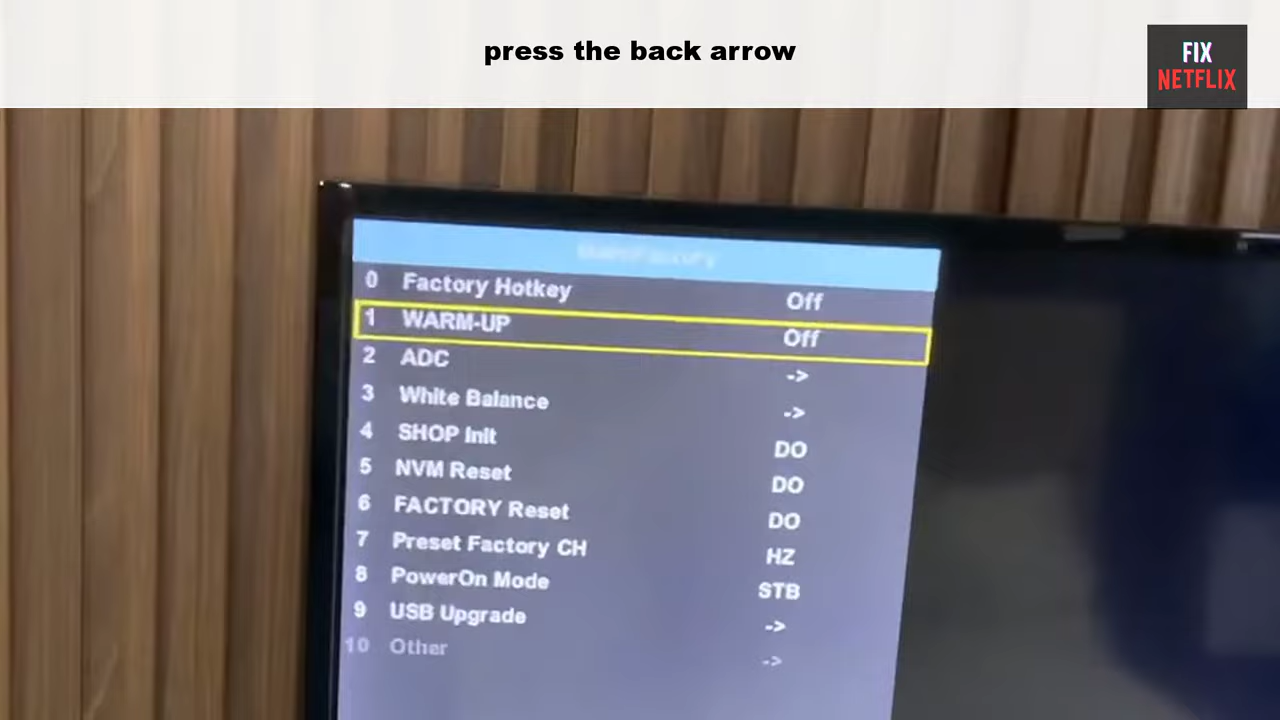 press the back arrow
FIX
NETFLIX
0 Factory Hotkey Off
1 WARM-UP Off
2 ADC ->
3 White Balance ->
4 SHOP Init DO
5 NVM Reset DO
6 FACTORY Reset DO
7 Preset Factory CH HZ
8 PowerOn Mode STB
9 USB Upgrade ->
10 Other ->